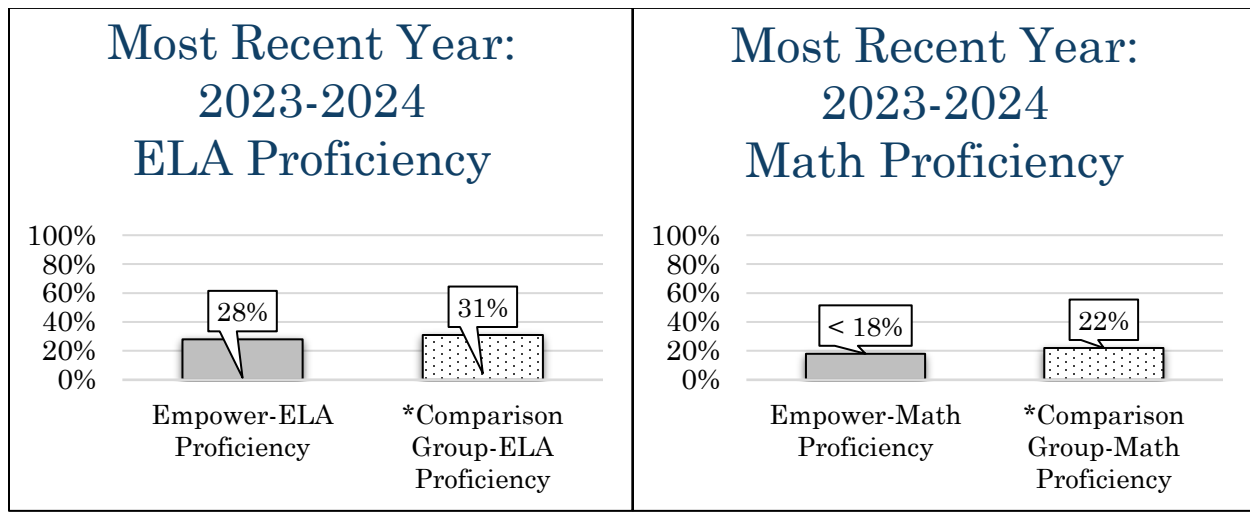 Most Recent Year:
2023-2024
ELA Proficiency
100%
80%
60%
40%
20%
0%
28%
31%
Empower-ELA
Proficiency
*Comparison
Group-ELA
Proficiency
Most Recent Year:
2023-2024
Math Proficiency
100%
80%
60%
40%
20%
0%
< 18%
22%
Empower-Math
Proficiency
*Comparison
Group-Math
Proficiency